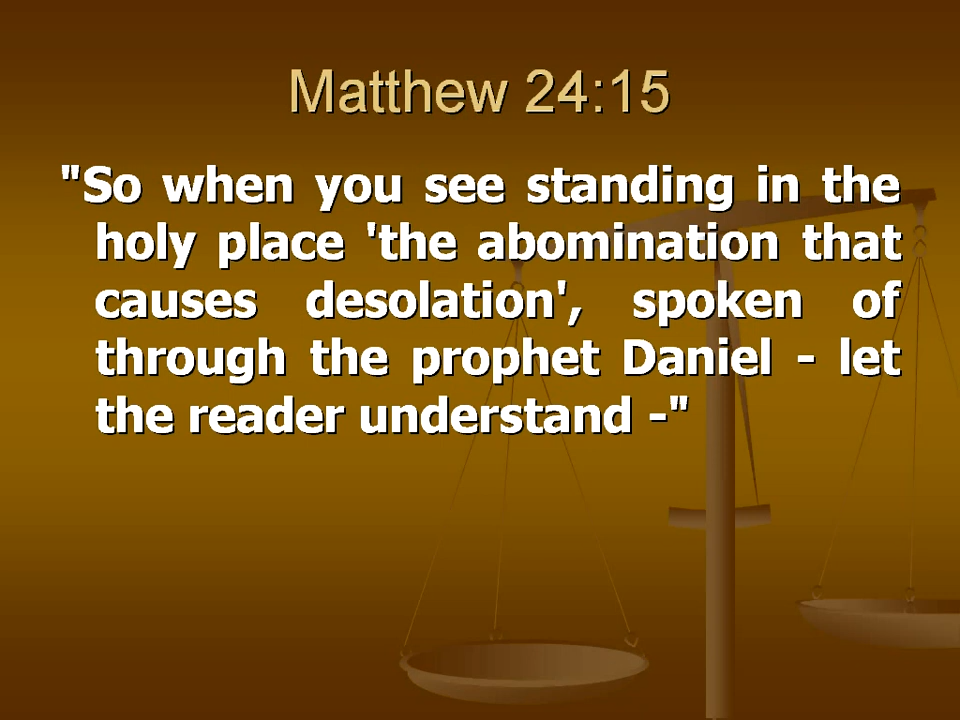 Matthew 24:15
"So when you see standing in the
holy place 'the abomination that
causes desolation', spoken of
through the prophet Daniel - let
the reader understand -"